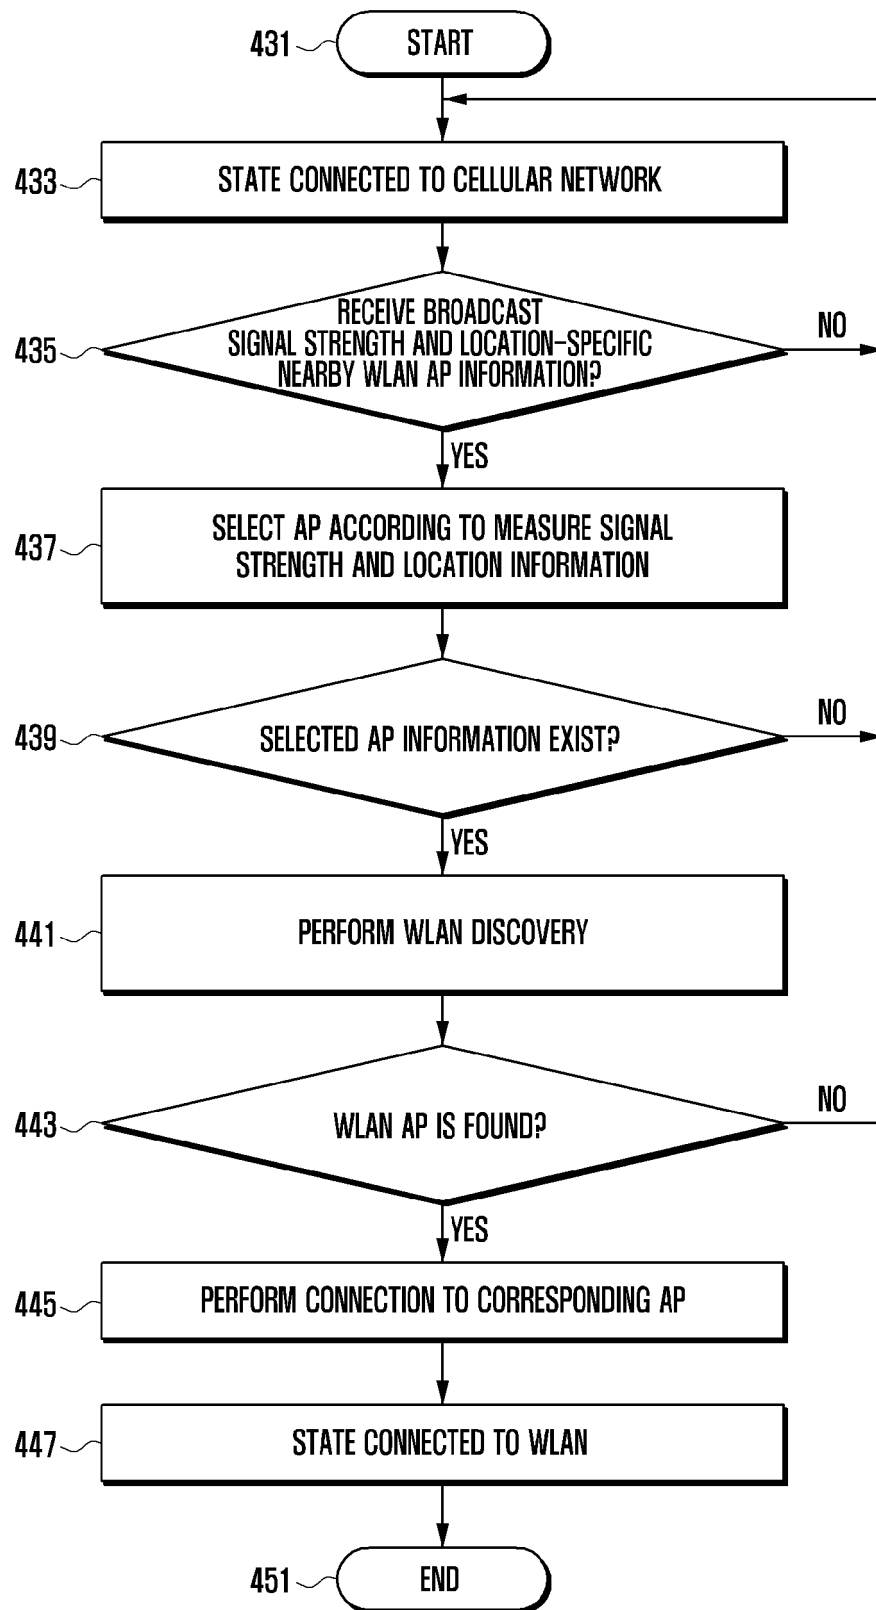 431
START
433
STATE CONNECTED TO CELLULAR NETWORK
435
RECEIVE BROADCAST
SIGNAL STRENGTH AND LOCATION-SPECIFIC
NEARBY WLAN AP INFORMATION?
NO
YES
437
SELECT AP ACCORDING TO MEASURE SIGNAL
STRENGTH AND LOCATION INFORMATION
439
SELECTED AP INFORMATION EXIST?
NO
YES
441
PERFORM WLAN DISCOVERY
443
WLAN AP IS FOUND?
NO
YES
445
PERFORM CONNECTION TO CORRESPONDING AP
447
STATE CONNECTED TO WLAN
451
END